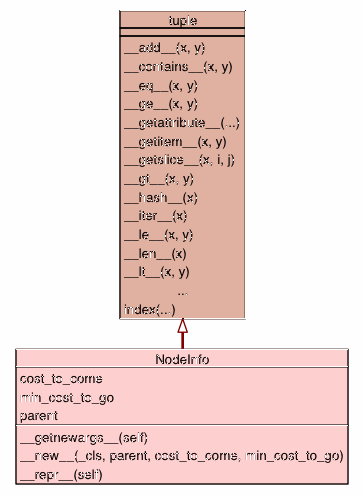 tuple
__add__(x, y)
__contains__(x, y)
__eq__(x, y)
__ge__(x, y)
__getattribute__(...)
__getitem__(x, y)
__getslice__(x, i, j)
__gt__(x, y)
__hash__(x)
__iter__(x)
__le__(x, y)
__len__(x)
__lt__(x, y)
...
index(...)
NodeInfo
cost_to_come
min_cost_to_go
parent
__getnewargs__(self)
__new__(_cls, parent, cost_to_come, min_cost_to_go)
__repr__(self)